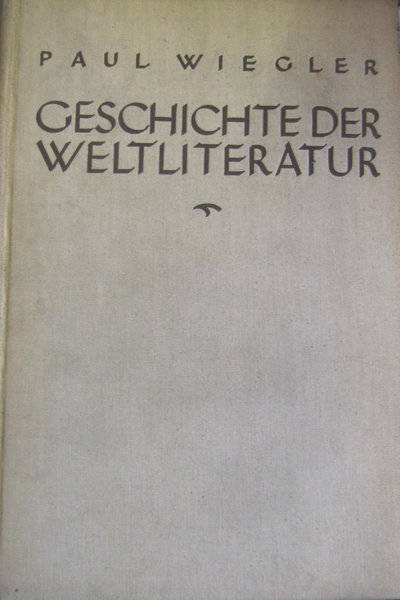 PAUL WIEGLER
GESCHICHTE DER
WELTLITERATUR